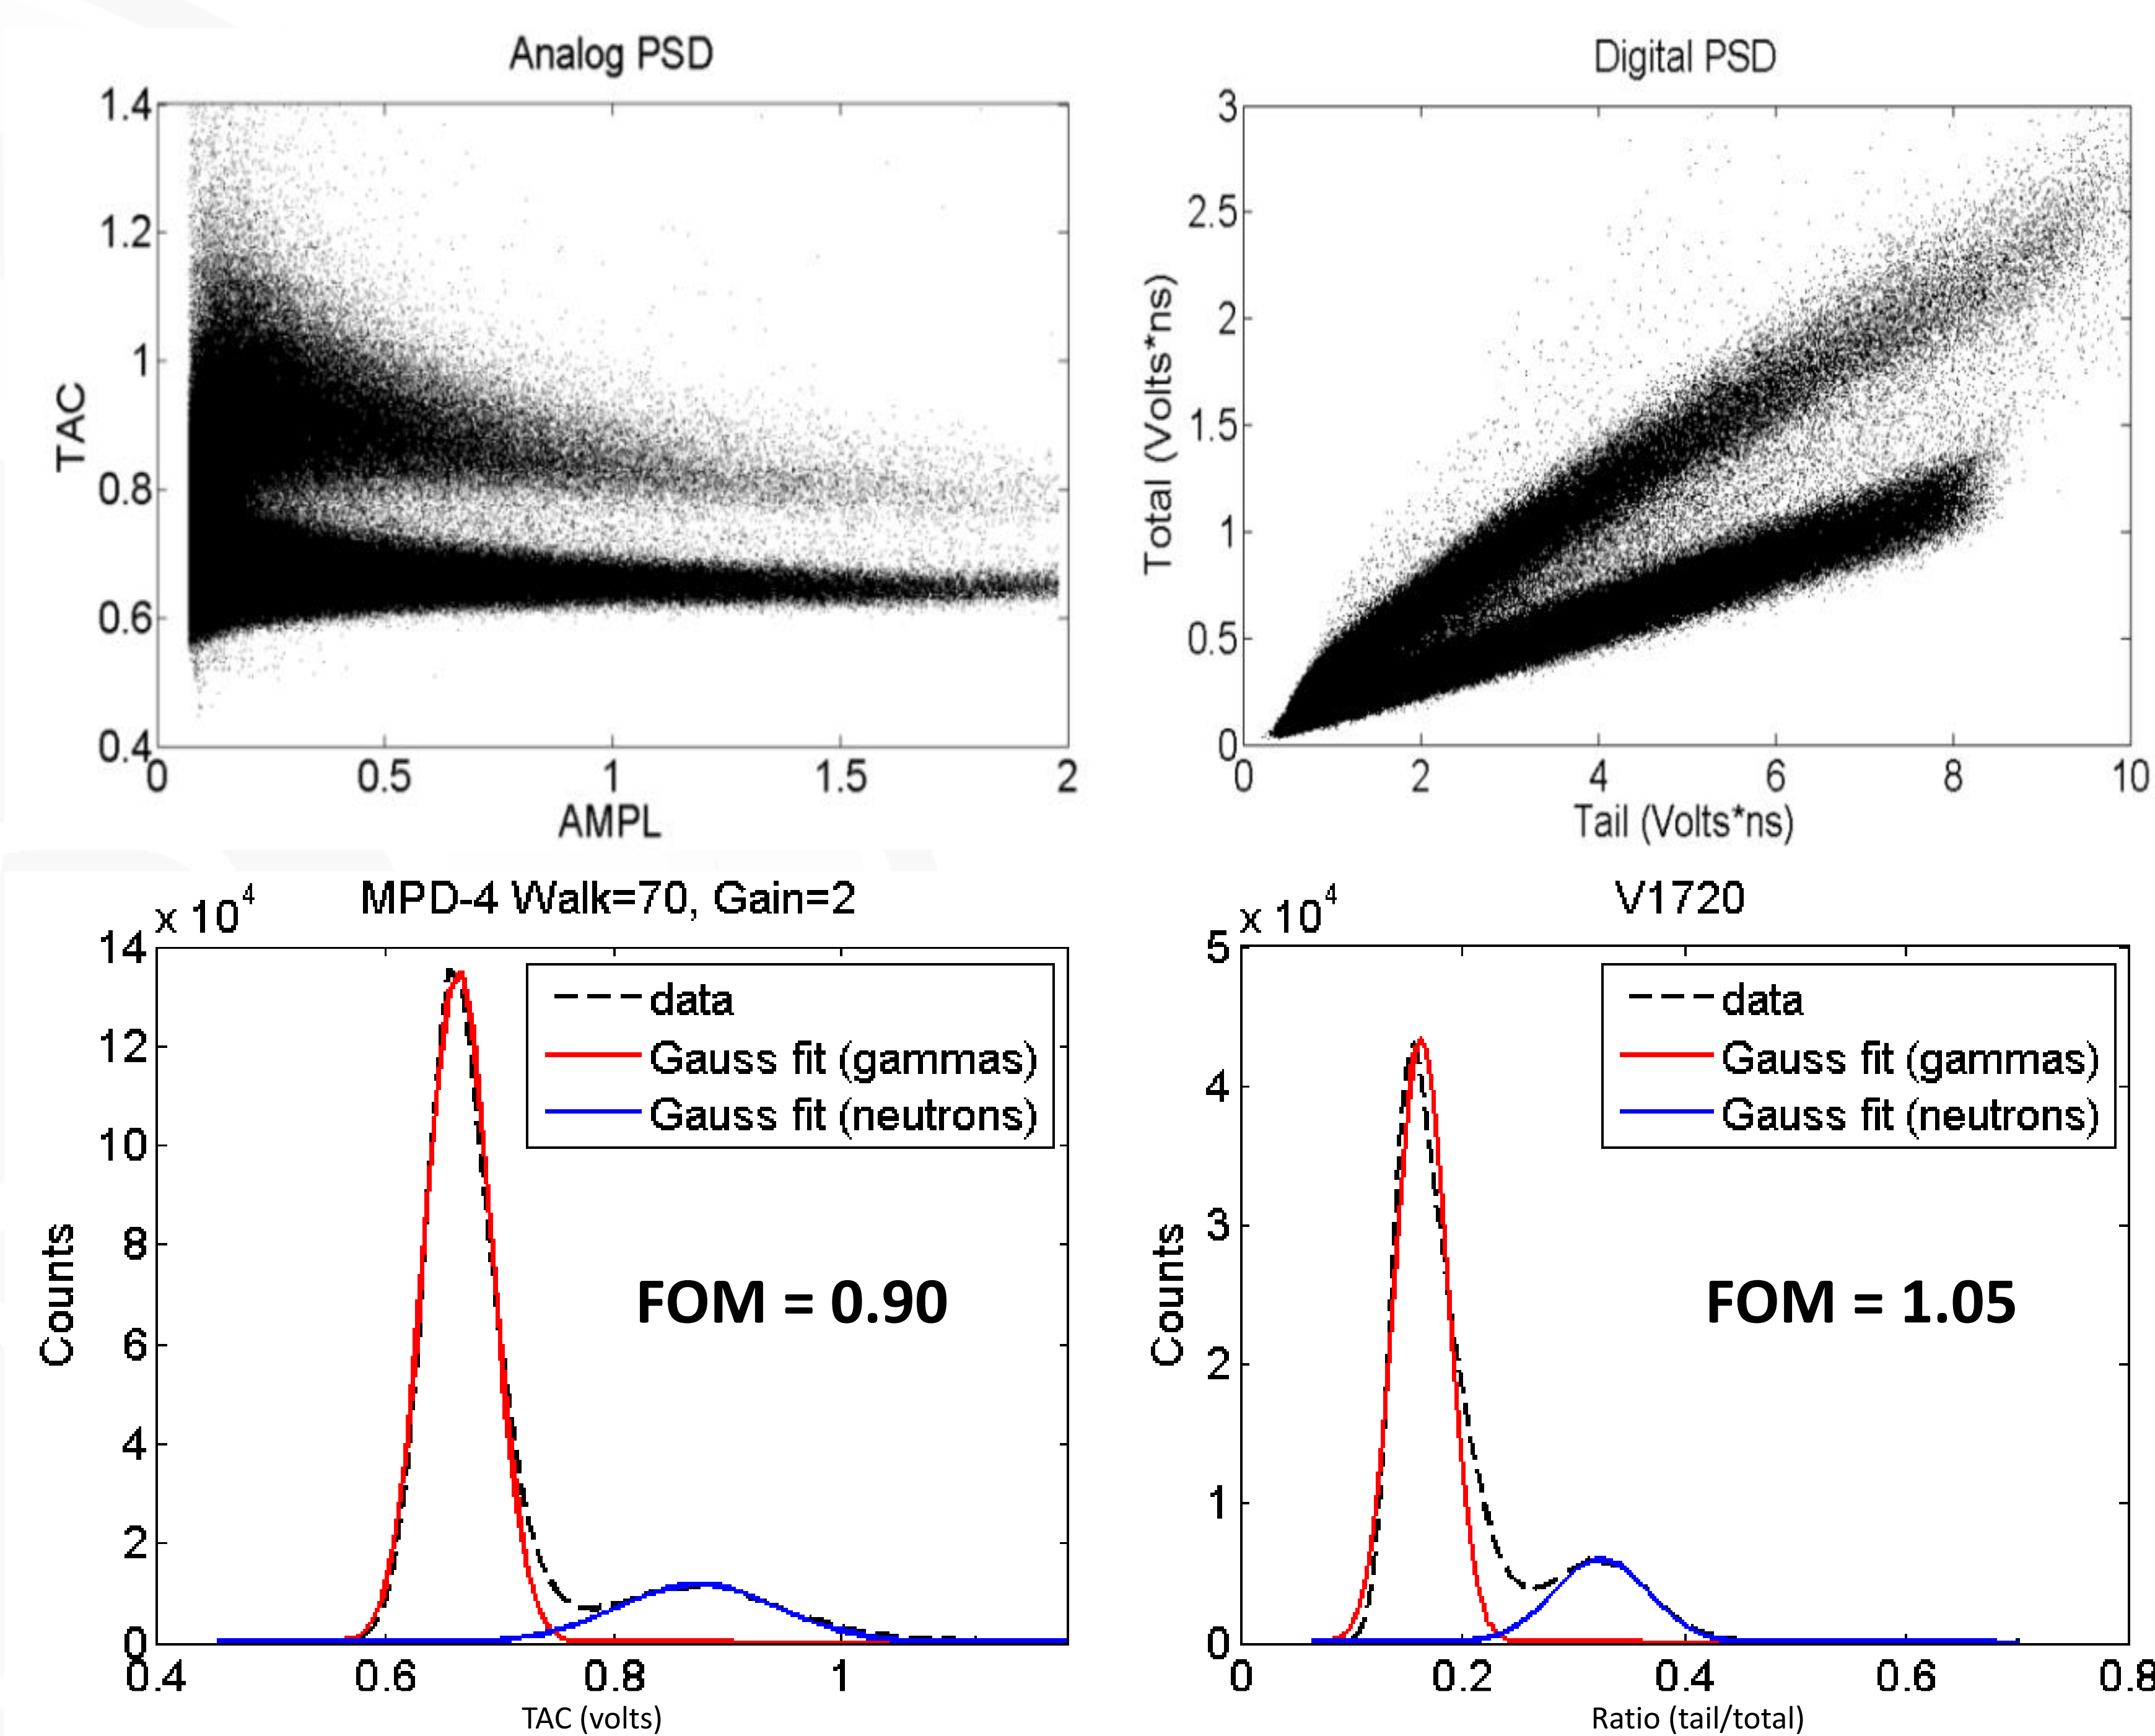 Analog PSD
1.4
1.2
1
0.8
0.6
0.4
TAC
0 0.5 1 1.5 2
AMPL
Digital PSD
3
2.5
2
1.5
1
0.5
0
Total (Volts*ns)
0 2 4 6 8 10
Tail (Volts*ns)
MPD-4 Walk=70, Gain=2
x 10⁴
14
12
10
8
6
4
2
0
Counts
data
Gauss fit (gammas)
Gauss fit (neutrons)
FOM = 0.90
0.4 0.6 0.8 1
TAC (volts)
V1720
x 10⁴
5
4
3
2
1
0
Counts
data
Gauss fit (gammas)
Gauss fit (neutrons)
FOM = 1.05
0 0.2 0.4 0.6 0.8
Ratio (tail/total)